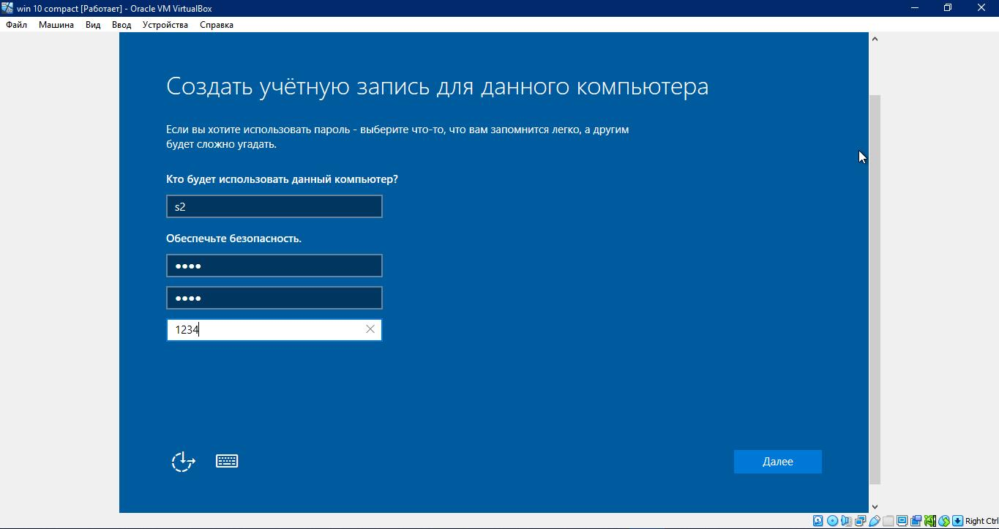 win 10 compact [Работает] - Oracle VM VirtualBox
Файл Машина Вид Ввод Устройства Справка
Создать учётную запись для данного компьютера
Если вы хотите использовать пароль - выберите что-то, что вам запомнится легко, а другим
будет сложно угадать.
Кто будет использовать данный компьютер?
s2
Обеспечьте безопасность.
••••
••••
1234
Далее
Right Ctrl